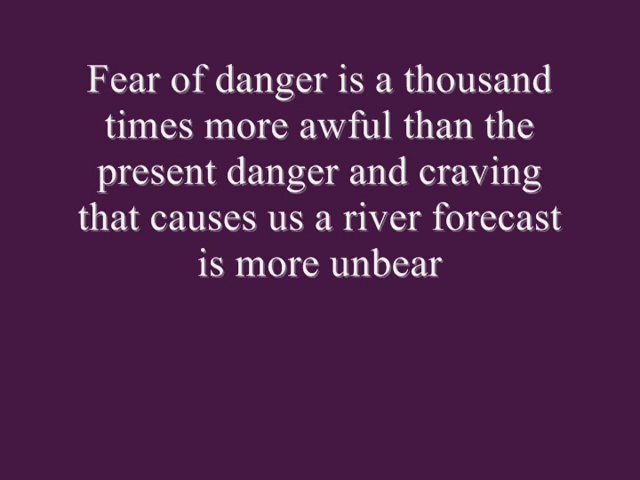 Fear of danger is a thousand
times more awful than the
present danger and craving
that causes us a river forecast
is more unbear